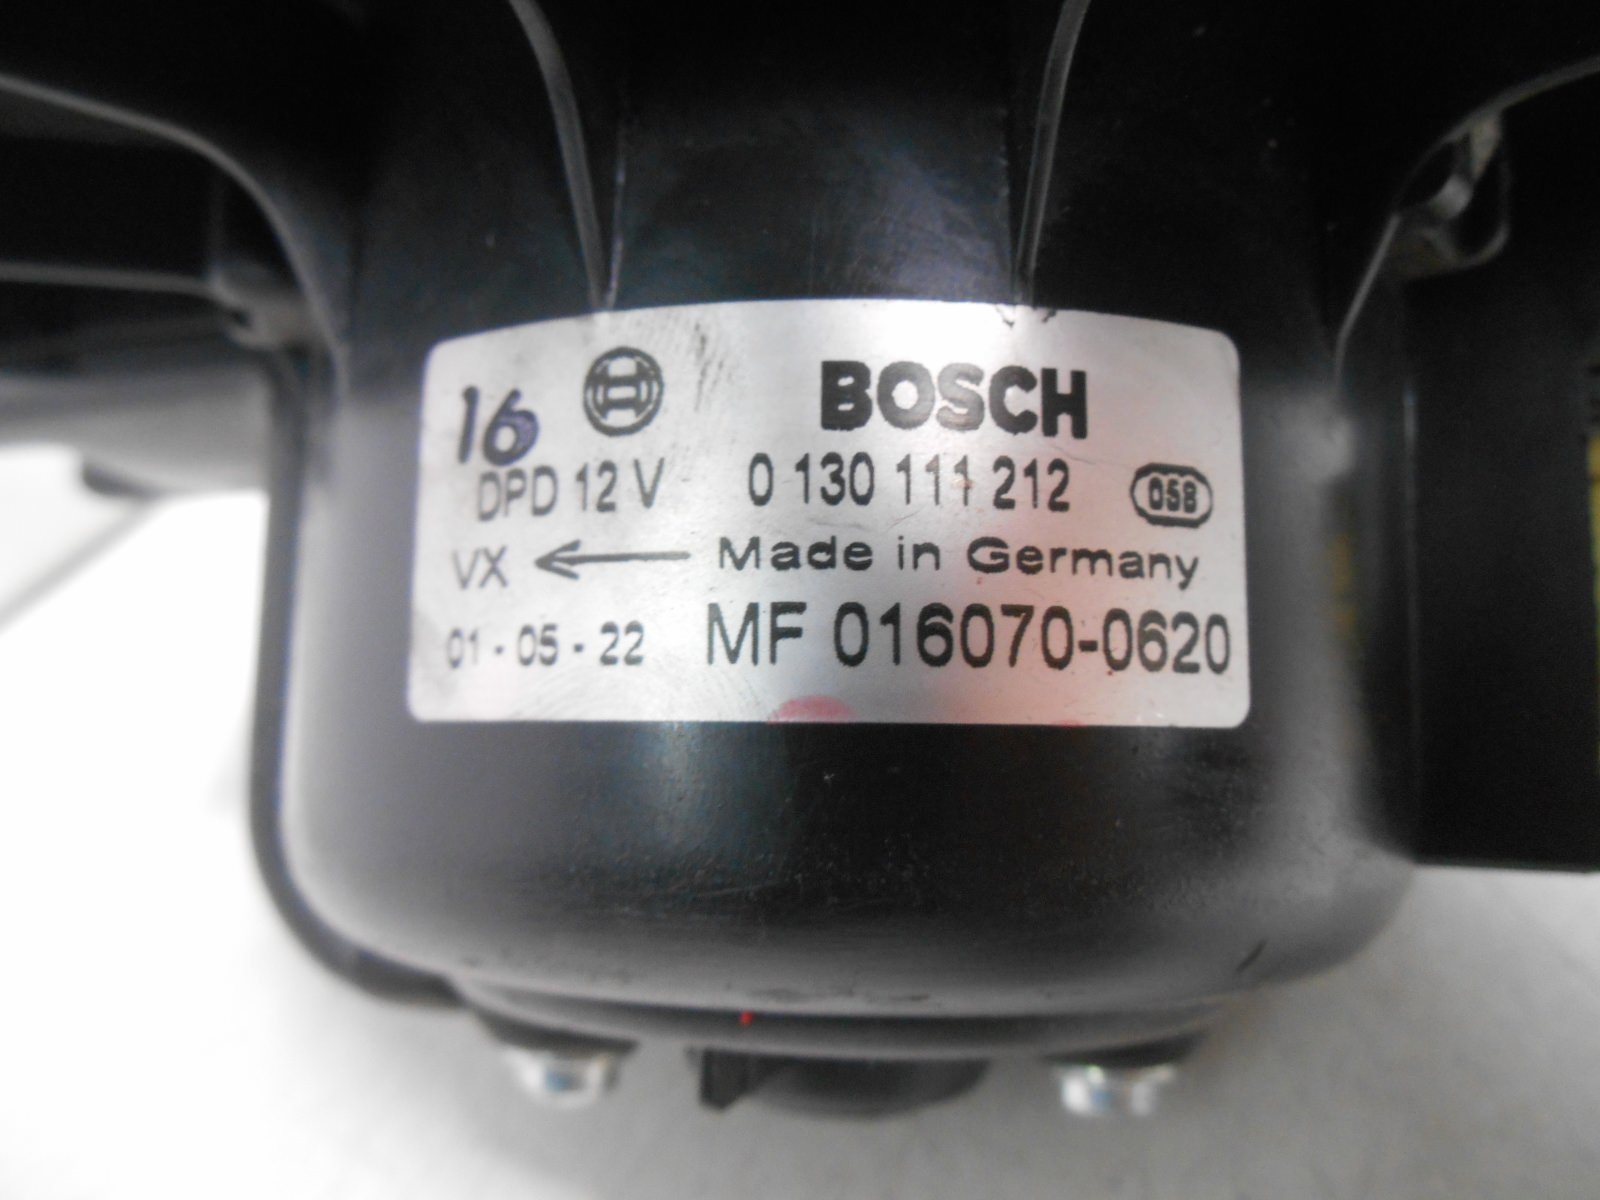 16 BOSCH
DPD 12 V 0 130 111 212 058
VX Made in Germany
01 - 05 - 22 MF 016070-0620